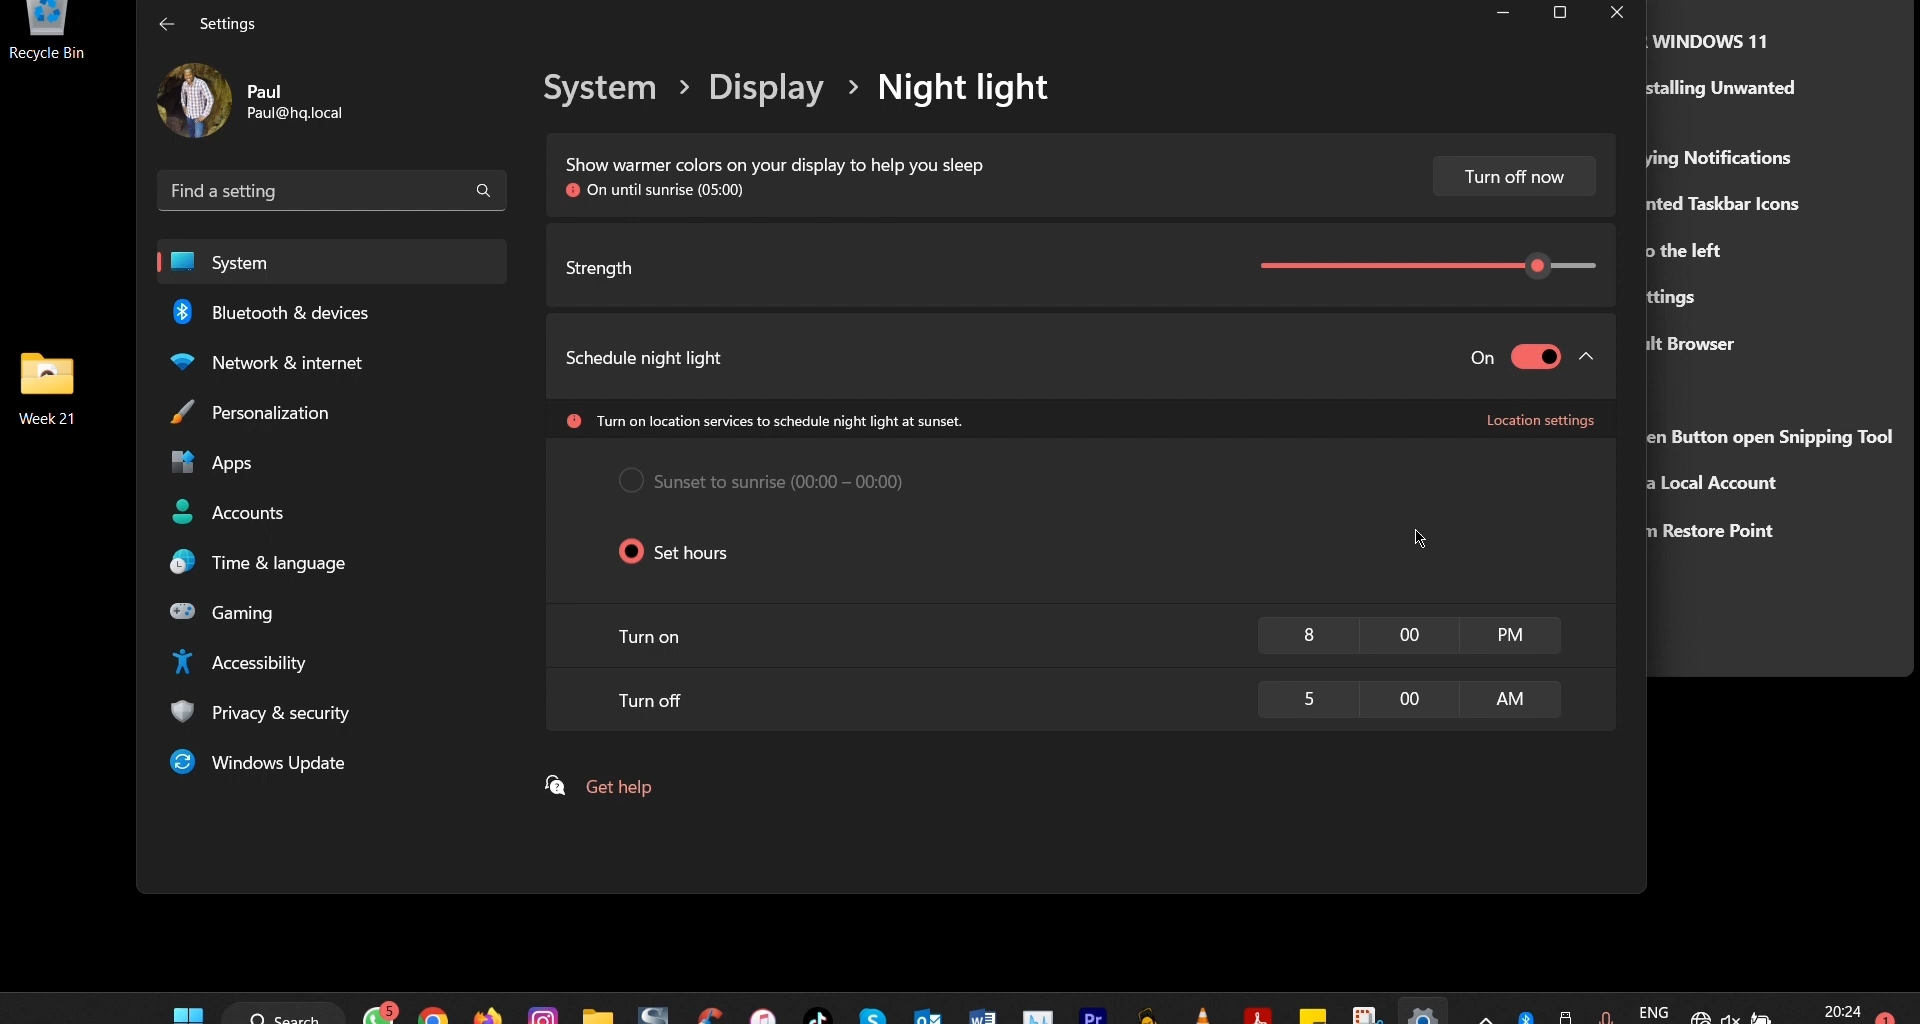 Recycle Bin
Week 21
Settings
Paul
Paul@hq.local
Find a setting
System
Bluetooth & devices
Network & internet
Personalization
Apps
Accounts
Time & language
Gaming
Accessibility
Privacy & security
Windows Update
System > Display > Night light
Show warmer colors on your display to help you sleep
On until sunrise (05:00)
Turn off now
Strength
Schedule night light
On
Turn on location services to schedule night light at sunset.
Location settings
Sunset to sunrise (00:00 – 00:00)
Set hours
Turn on
8 00 PM
Turn off
5 00 AM
Get help
WINDOWS 11
stalling Unwanted
ying Notifications
nted Taskbar Icons
o the left
ttings
ult Browser
en Button open Snipping Tool
a Local Account
m Restore Point
Search
5
Pr
ENG
20:24
1